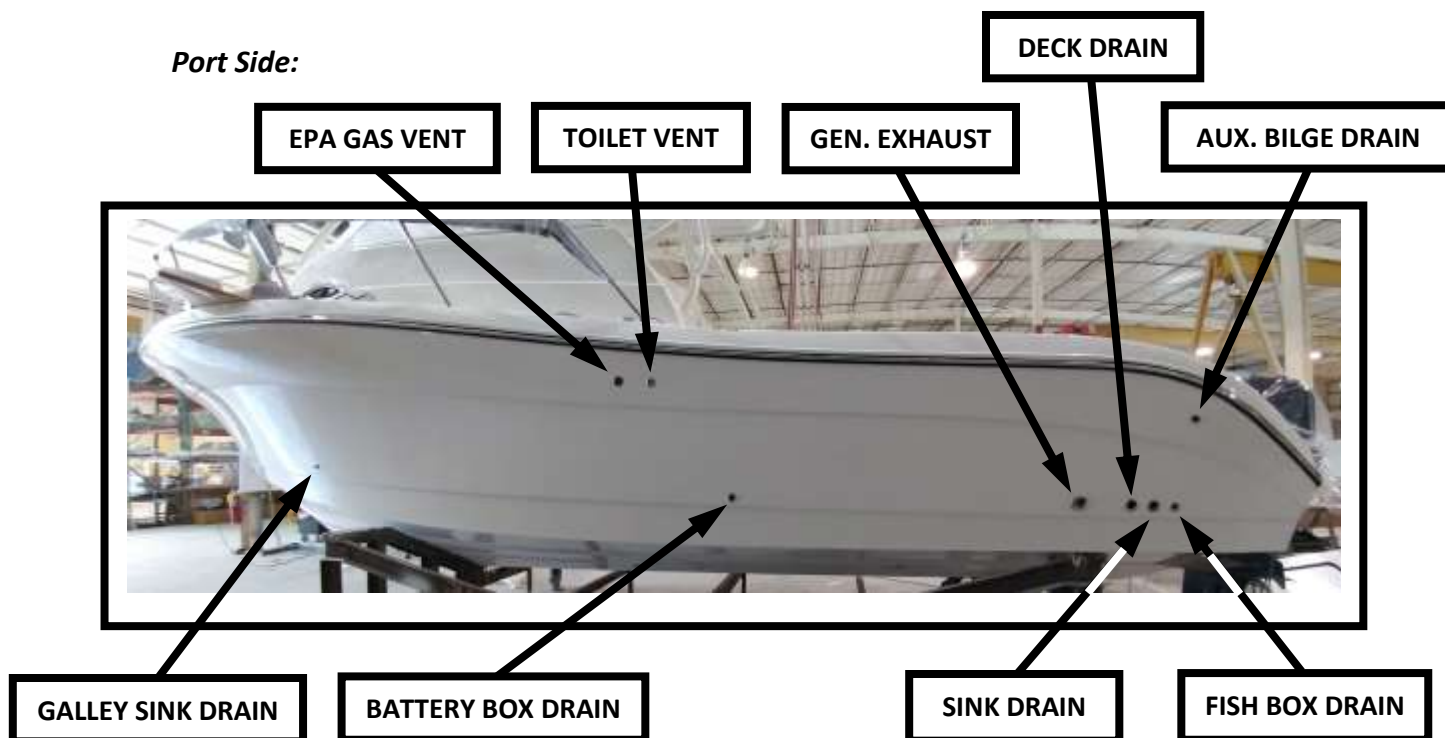 Port Side:
DECK DRAIN
EPA GAS VENT
TOILET VENT
GEN. EXHAUST
AUX. BILGE DRAIN
GALLEY SINK DRAIN
BATTERY BOX DRAIN
SINK DRAIN
FISH BOX DRAIN